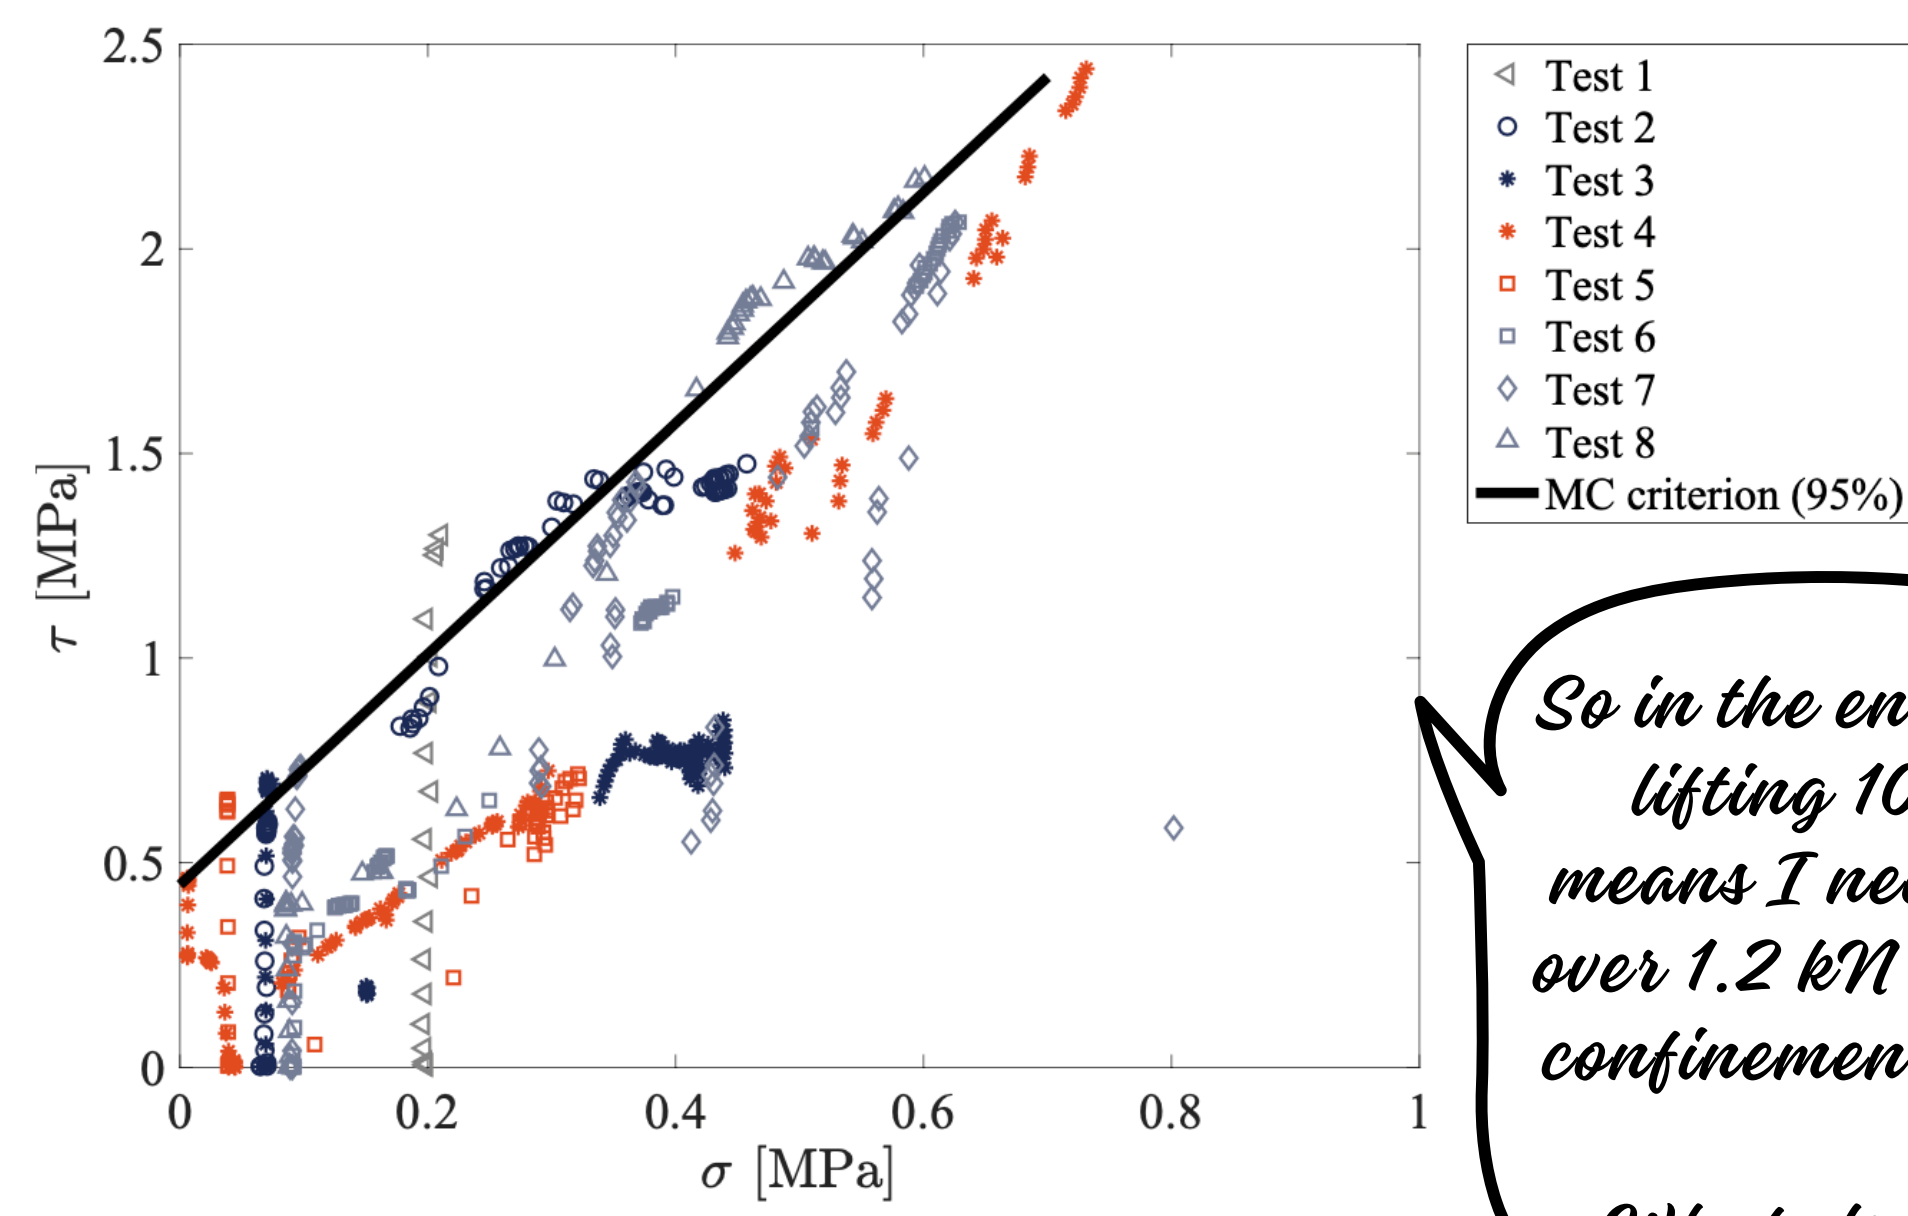 2.5
2
1.5
1
0.5
0
0
0.2
0.4
0.6
0.8
1
τ [MPa]
σ [MPa]
Test 1
Test 2
Test 3
Test 4
Test 5
Test 6
Test 7
Test 8
MC criterion (95%)
So in the en
lifting 10
means I nee
over 1.2 kN
confinemen